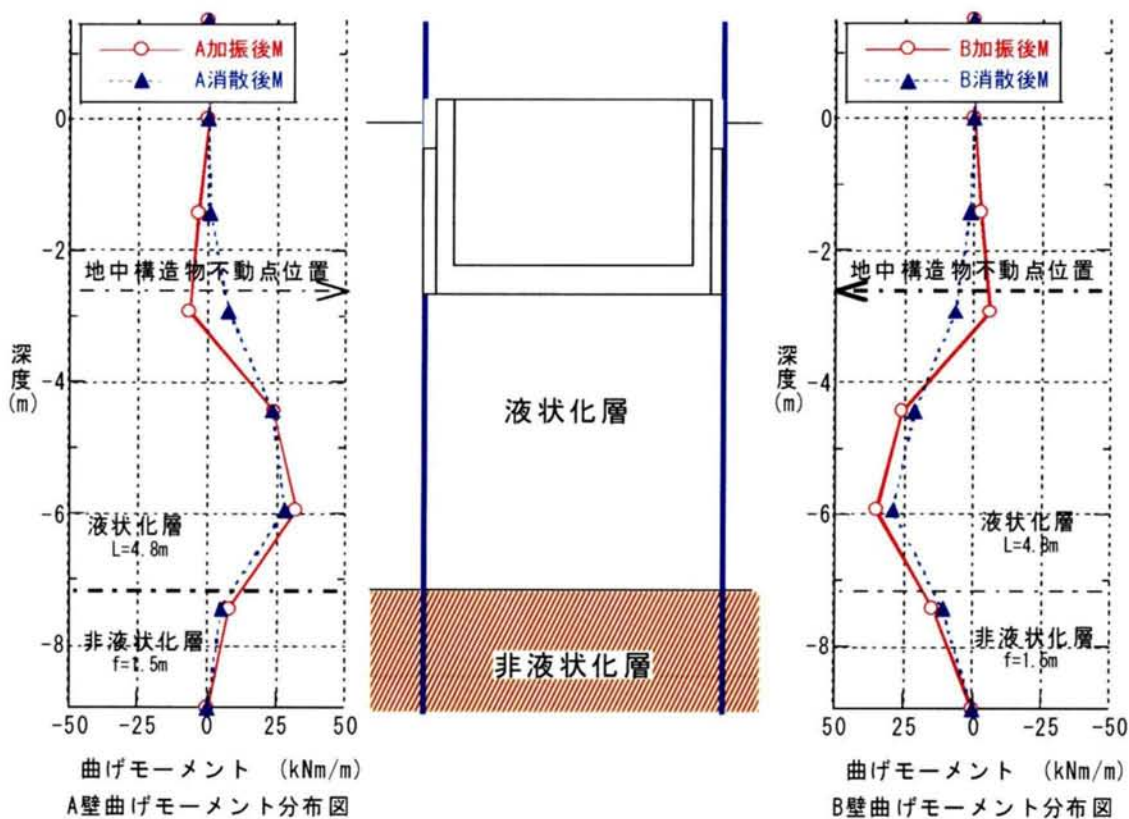 A加振後M
A消散後M
0
-2
-4
-6
-8
深度
(m)
地中構造物不動点位置
液状化層
L=4.8m
非液状化層
f=1.5m
-50
-25
0
25
50
曲げモーメント (kNm/m)
A壁曲げモーメント分布図
液状化層
非液状化層
B加振後M
B消散後M
0
-2
-4
-6
-8
深度
(m)
地中構造物不動点位置
液状化層
L=4.8m
非液状化層
f=1.5m
50
25
0
-25
-50
曲げモーメント (kNm/m)
B壁曲げモーメント分布図